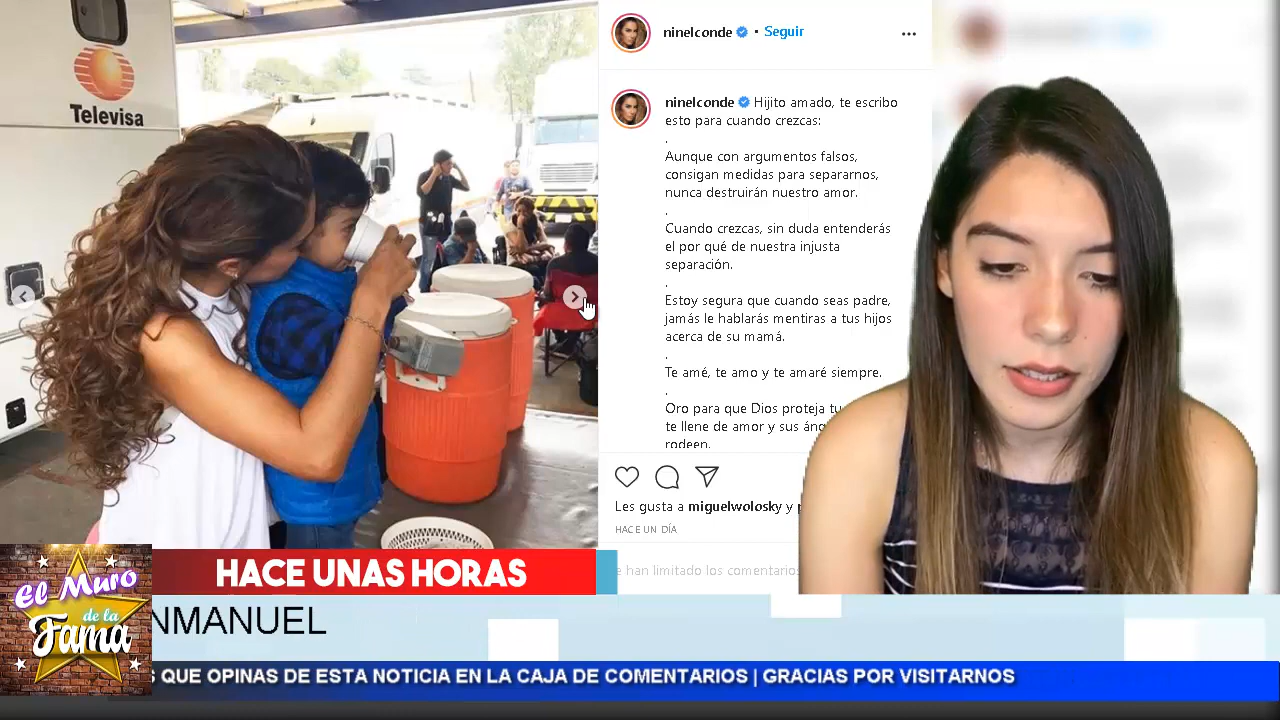 Televisa
ninelconde • Seguir
ninelconde Hijito amado, te escribo
esto para cuando crezcas:
.
Aunque con argumentos falsos,
consigan medidas para separarnos,
nunca destruirán nuestro amor.
.
Cuando crezcas, sin duda entenderás
el por qué de nuestra injusta
separación.
.
Estoy segura que cuando seas padre,
jamás le hablarás mentiras a tus hijos
acerca de su mamá.
.
Te amé, te amo y te amaré siempre.
.
Oro para que Dios proteja tu
te llene de amor y sus
rodeen.
Les gusta a miguelwolosky y
HACE UN DÍA
e han limitado los comentarios
HACE UNAS HORAS
El Muro
de la
Fama
NMANUEL
S QUE OPINAS DE ESTA NOTICIA EN LA CAJA DE COMENTARIOS | GRACIAS POR VISITARNOS